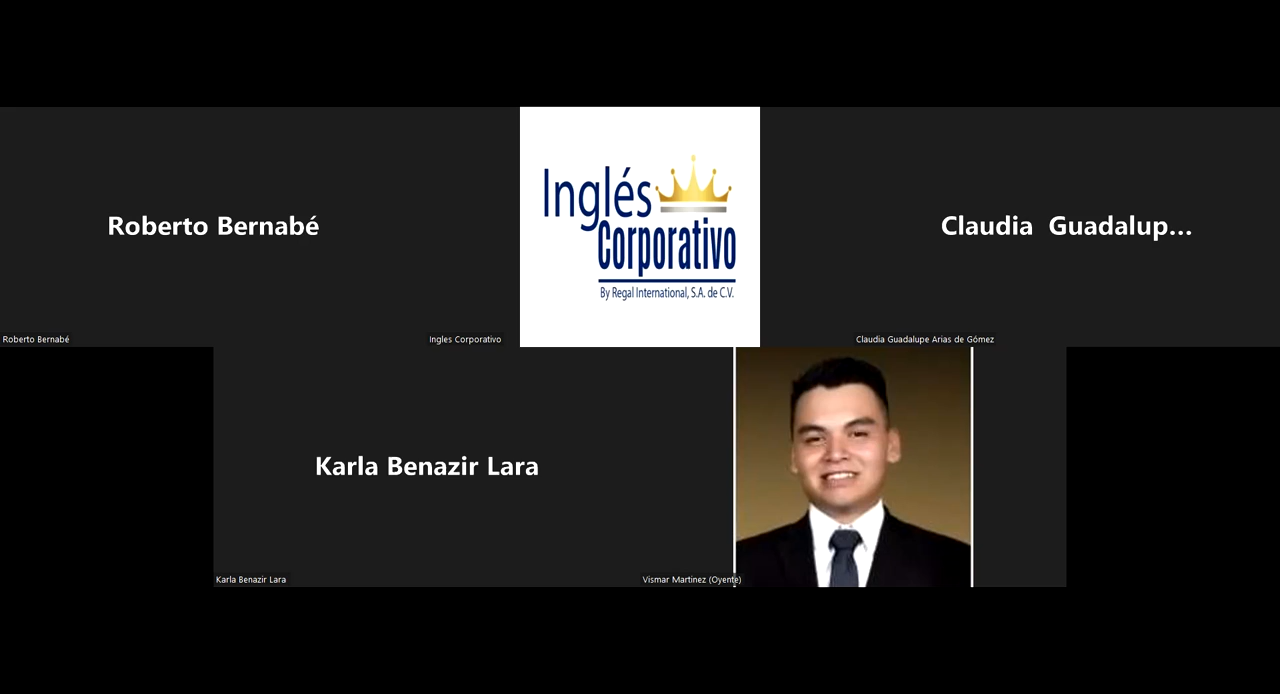 Roberto Bernabé
Inglés
Corporativo
By Regal International, S.A. de C.V.
Claudia  Guadalup...
Roberto Bernabé
Ingles Corporativo
Claudia Guadalupe Arias de Gómez
Karla Benazir Lara
Karla Benazir Lara
Vismar Martinez (Oyente)